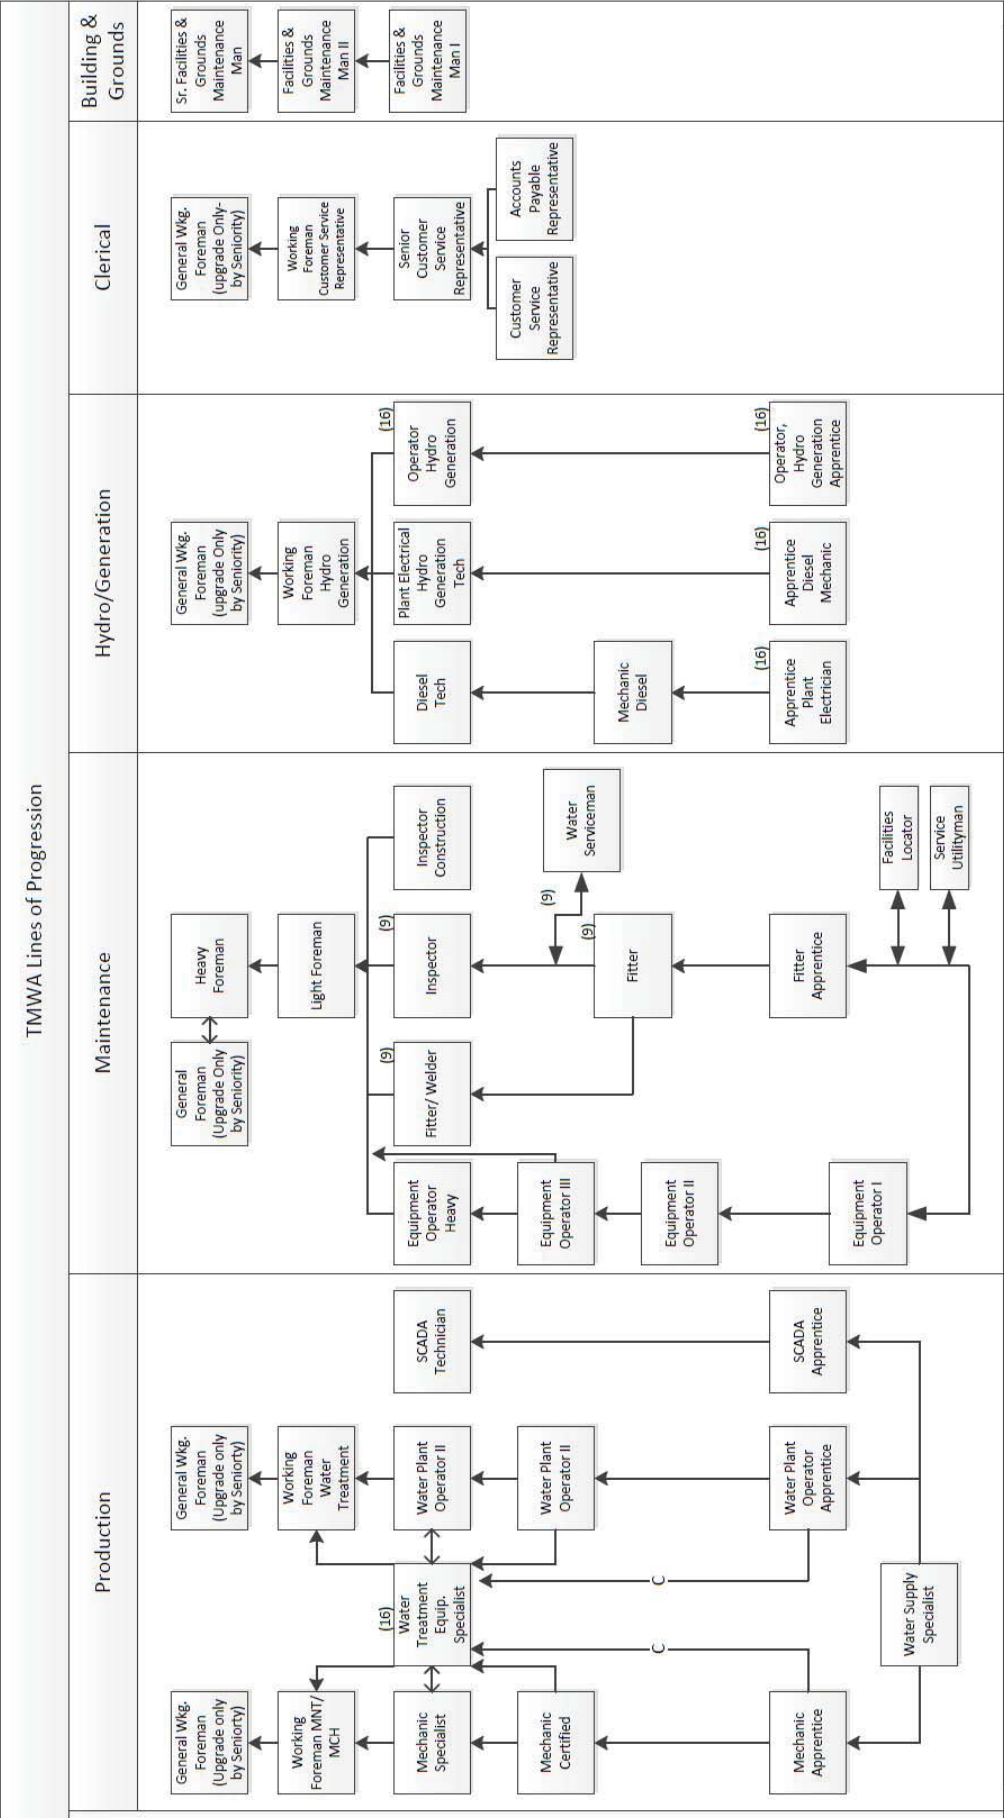 TMWA Lines of Progression
Production
Maintenance
Hydro/Generation
Clerical
Building &
Grounds
General Wkg.
Foreman
(Upgrade only
by Seniorty)
Working
Foreman MNT/
MCH
Mechanic
Specialist
Mechanic
Certified
Mechanic
Apprentice
(16)
Water
Treatment
Equip.
Specialist
C
C
Water Supply
Specialist
General Wkg.
Foreman
(Upgrade only
by Seniorty)
Working
Foreman
Water
Treatment
Water Plant
Operator II
Water Plant
Operator II
Water Plant
Operator
Apprentice
SCADA
Technician
SCADA
Apprentice
General
Foreman
(Upgrade Only
by Seniority)
Heavy
Foreman
Light Foreman
Equipment
Operator
Heavy
(9)
Fitter/ Welder
(9)
Inspector
Inspector
Construction
Equipment
Operator III
(9)
Water
Serviceman
Equipment
Operator II
(9)
Fitter
Equipment
Operator I
Fitter
Apprentice
Facilities
Locator
Service
Utilityman
General Wkg.
Foreman
(upgrade Only
by Seniority)
Working
Foreman
Hydro
Generation
Diesel
Tech
Plant Electrical
Hydro
Generation
Tech
(16)
Operator
Hydro
Generation
Mechanic
Diesel
(16)
Apprentice
Plant
Electrician
(16)
Apprentice
Diesel
Mechanic
(16)
Operator,
Hydro
Generation
Apprentice
General Wkg.
Foreman
(upgrade Only-
by Seniority)
Working
Foreman
Customer Service
Representative
Senior
Customer
Service
Representative
Customer
Service
Representative
Accounts
Payable
Representative
Sr. Facilities &
Grounds
Maintenance
Man
Facilities &
Grounds
Maintenance
Man II
Facilities &
Grounds
Maintenance
Man I